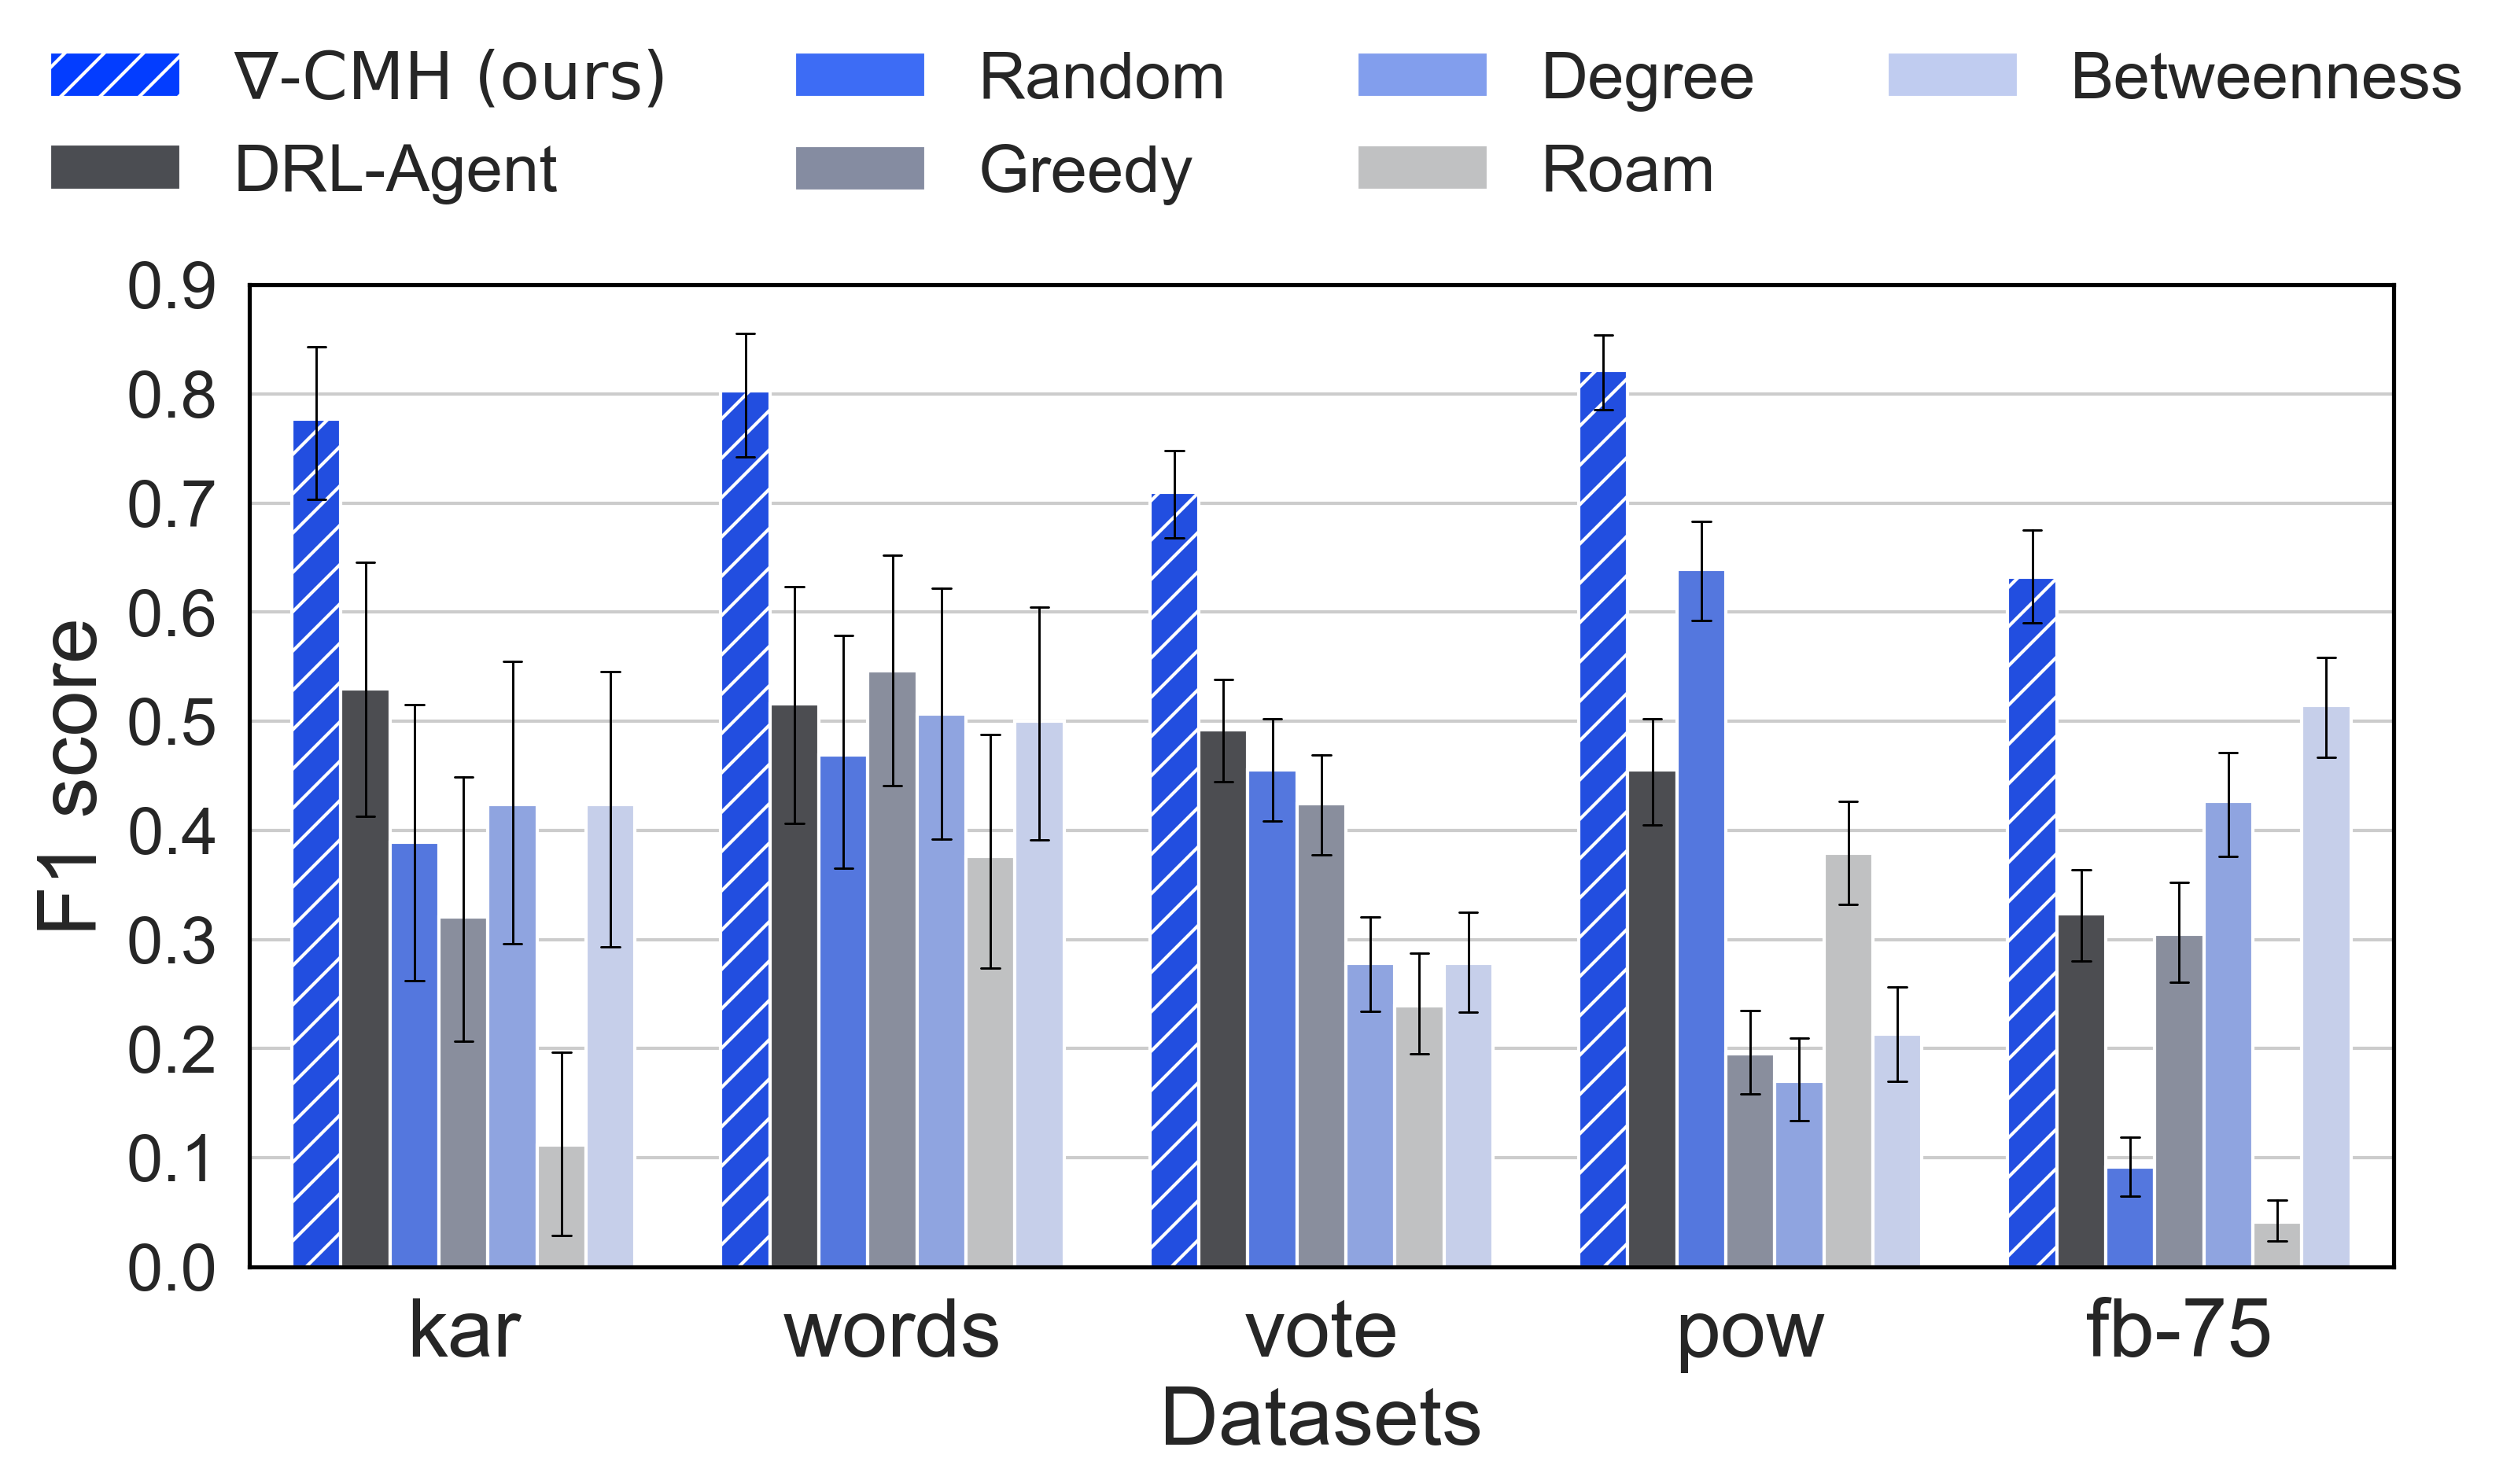 ∇-CMH (ours) Random Degree Betweenness
DRL-Agent Greedy Roam
0.9
0.8
0.7
0.6
0.5
0.4
0.3
0.2
0.1
0.0
F1 score
kar words vote pow fb-75
Datasets